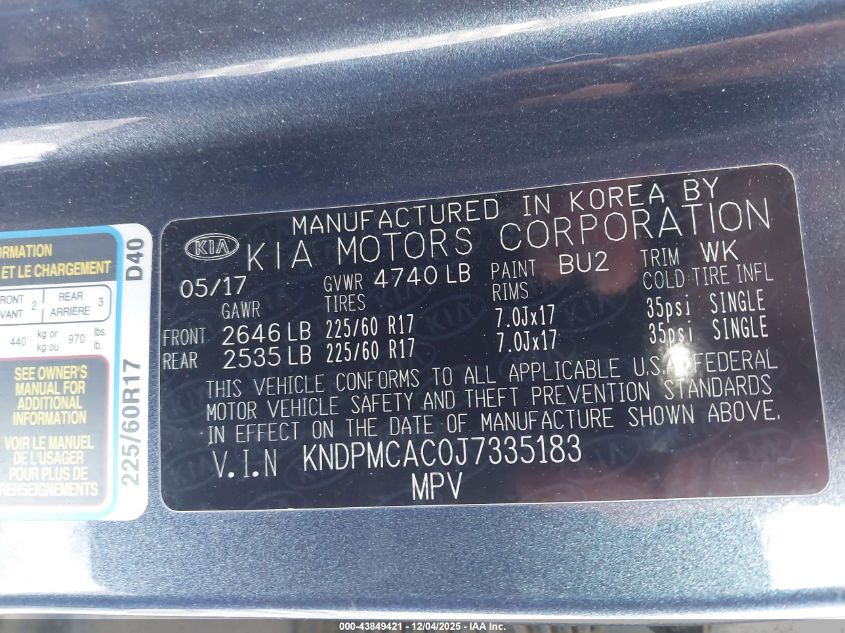 MANUFACTURED IN KOREA BY
KIA KIA MOTORS CORPORATION
05/17 GVWR 4740 LB PAINT BU2 TRIM WK
GAWR TIRES RIMS COLD TIRE INFL
FRONT 2646 LB 225/60 R17 7.0Jx17 35psi SINGLE
REAR 2535 LB 225/60 R17 7.0Jx17 35psi SINGLE
THIS VEHICLE CONFORMS TO ALL APPLICABLE U.S.A FEDERAL
MOTOR VEHICLE SAFETY AND THEFT PREVENTION STANDARDS
IN EFFECT ON THE DATE OF MANUFACTURE SHOWN ABOVE.
V.I.N KNDPMCAC0J7335183
MPV
ORMATION
ET LE CHARGEMENT
FRONT 2 REAR 3
VANT ARRIÈRE
440 kg or 970 lbs.
kg ou lb.
SEE OWNER'S
MANUAL FOR
ADDITIONAL
INFORMATION
VOIR LE MANUEL
DE L'USAGER
POUR PLUS DE
RENSEIGNEMENTS
225/60R17 D40
000-43849421 - 12/04/2025 - IAA Inc.